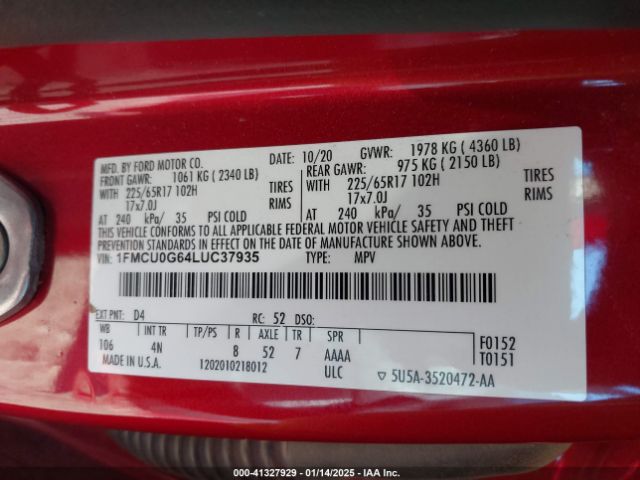 MFD. BY FORD MOTOR CO. DATE: 10/20 GVWR: 1978 KG ( 4360 LB)
FRONT GAWR: 1061 KG ( 2340 LB) REAR GAWR: 975 KG ( 2150 LB)
WITH 225/65R17 102H TIRES WITH 225/65R17 102H TIRES
17x7.0J RIMS 17x7.0J RIMS
AT 240 kPa/ 35 PSI COLD AT 240 kPa/ 35 PSI COLD
THIS VEHICLE CONFORMS TO ALL APPLICABLE FEDERAL MOTOR VEHICLE SAFETY AND THEFT
PREVENTION STANDARDS IN EFFECT ON THE DATE OF MANUFACTURE SHOWN ABOVE.
VIN: 1FMCU0G64LUC37935 TYPE: MPV
EXT PNT: D4 RC: 52 DSO:
WB INT TR TP/PS R AXLE TR SPR F0152
106 4N 8 52 7 AAAA T0151
MADE IN U.S.A. 1202010218012 ULC ▽ 5U5A-3520472-AA
000-41327929 - 01/14/2025 - IAA Inc.